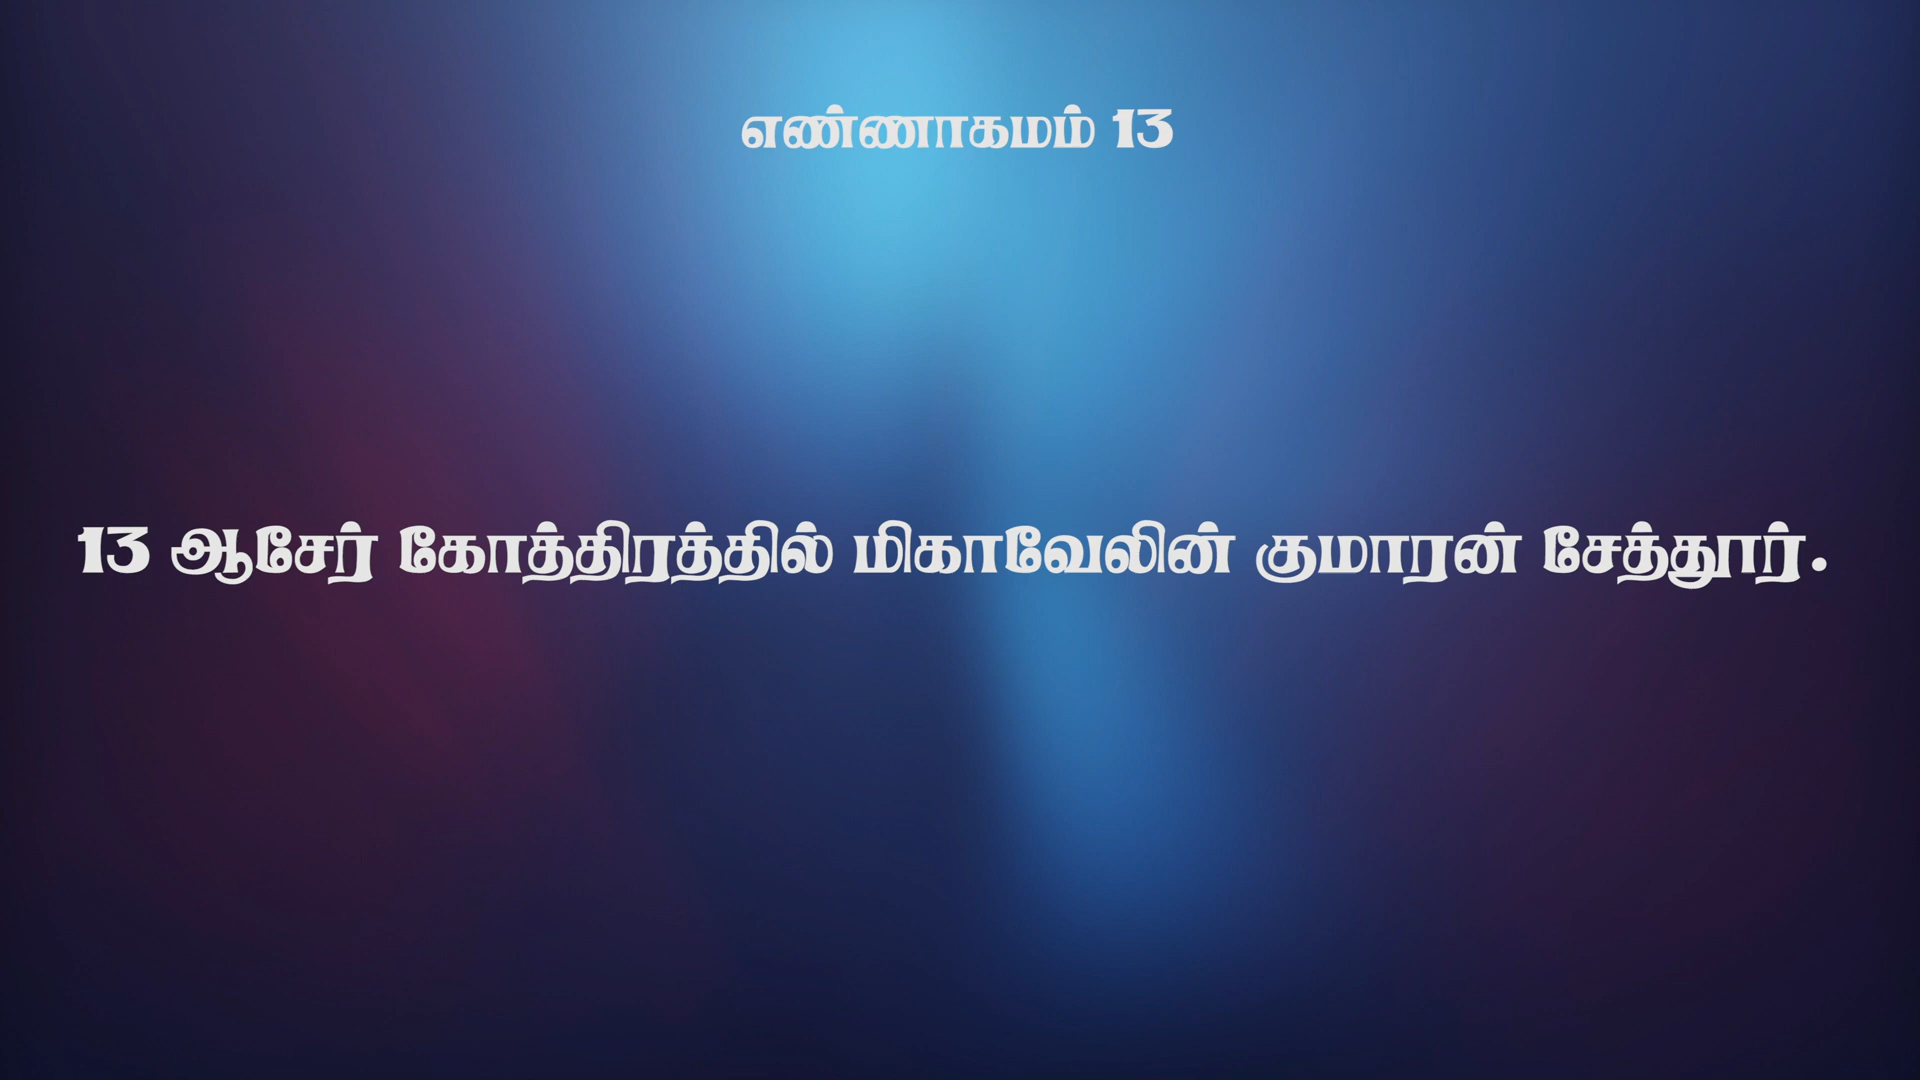 எண்ணாகமம் 13
13 ஆசேர் கோத்திரத்தில் மிகாவேலின் குமாரன் சேத்தூர்.